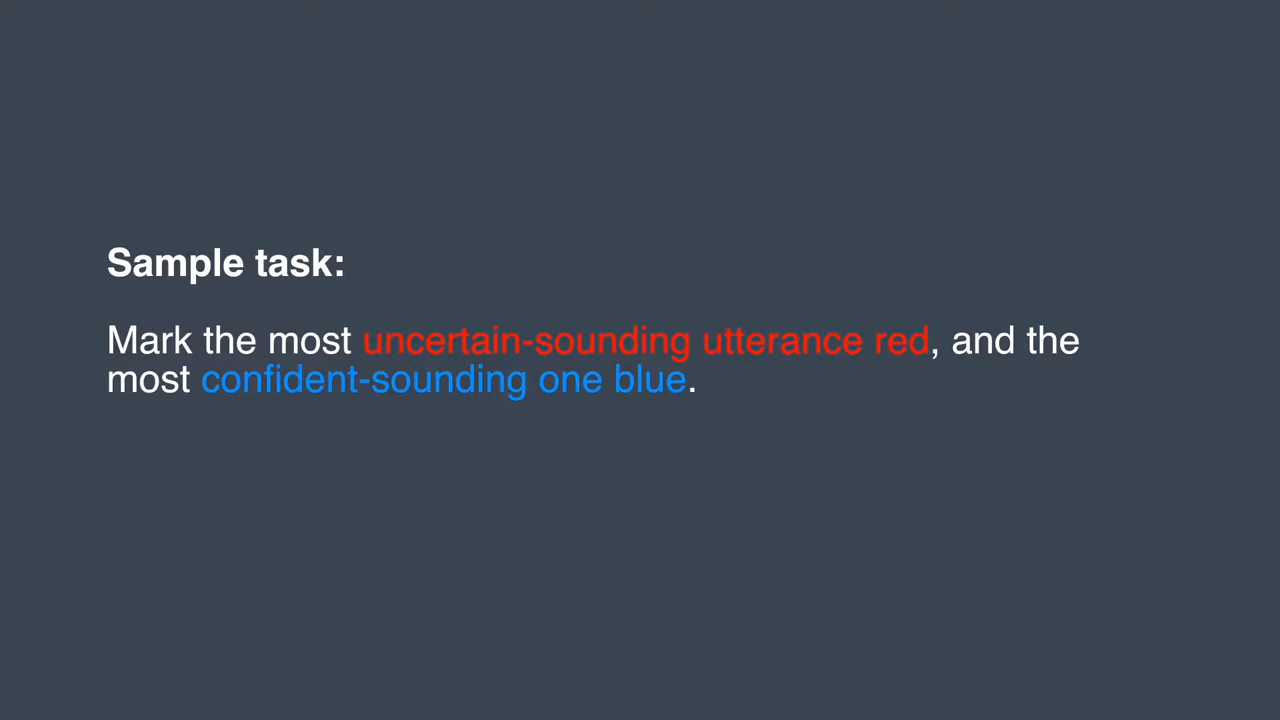 Sample task:
Mark the most uncertain-sounding utterance red, and the
most confident-sounding one blue.